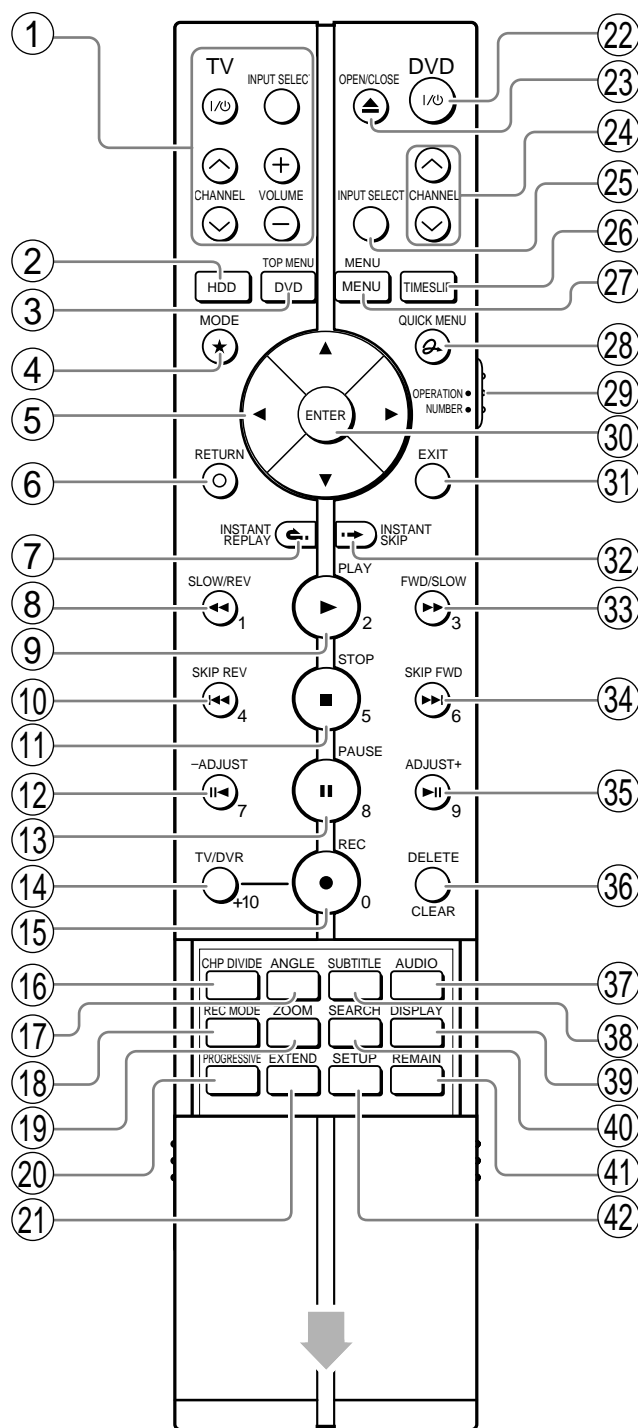 1
TV
INPUT SELECT
I/
CHANNEL
VOLUME
DVD
OPEN/CLOSE
I/
INPUT SELECT
CHANNEL
22
23
24
25
26
27
2
HDD
TOP MENU
DVD
3
MENU
MENU
TIMESLIP
MODE
4
QUICK MENU
28
OPERATION
NUMBER
29
5
ENTER
30
RETURN
6
EXIT
31
INSTANT
REPLAY
INSTANT
SKIP
7
32
SLOW/REV
1
8
PLAY
2
9
FWD/SLOW
3
33
SKIP REV
4
10
STOP
5
11
SKIP FWD
6
34
–ADJUST
7
12
PAUSE
8
13
ADJUST+
9
35
TV/DVR
+10
14
REC
0
15
DELETE
CLEAR
36
CHP DIVIDE ANGLE SUBTITLE AUDIO
16
17
37
38
REC MODE ZOOM SEARCH DISPLAY
18
19
39
40
PROGRESSIVE EXTEND SETUP REMAIN
20
21
41
42